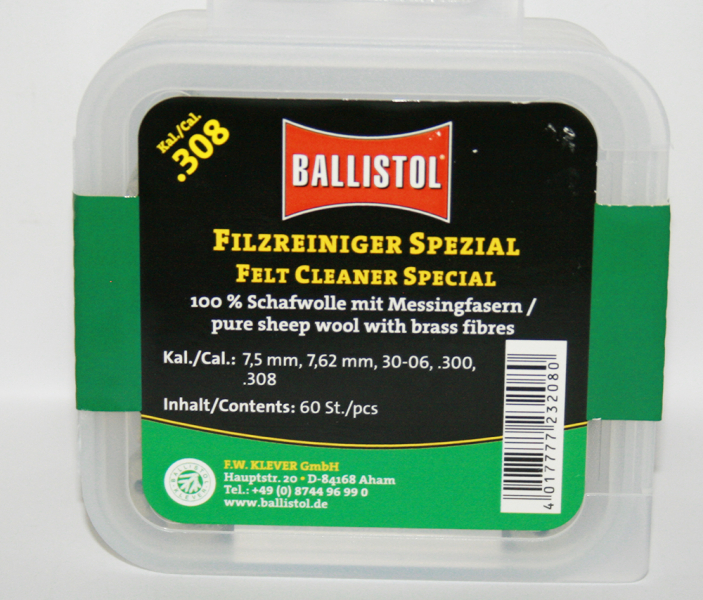 Kal./Cal.
.308
BALLISTOL
FILZREINIGER SPEZIAL
FELT CLEANER SPECIAL
100 % Schafwolle mit Messingfasern /
pure sheep wool with brass fibres
Kal./Cal.: 7,5 mm, 7,62 mm, 30-06, .300,
.308
Inhalt/Contents: 60 St./pcs
4 017777 232080
F.W. KLEVER GmbH
Hauptstr. 20 • D-84168 Aham
Tel.: +49 (0) 8744 96 99 0
www.ballistol.de
BALLISTOL
KLEVER